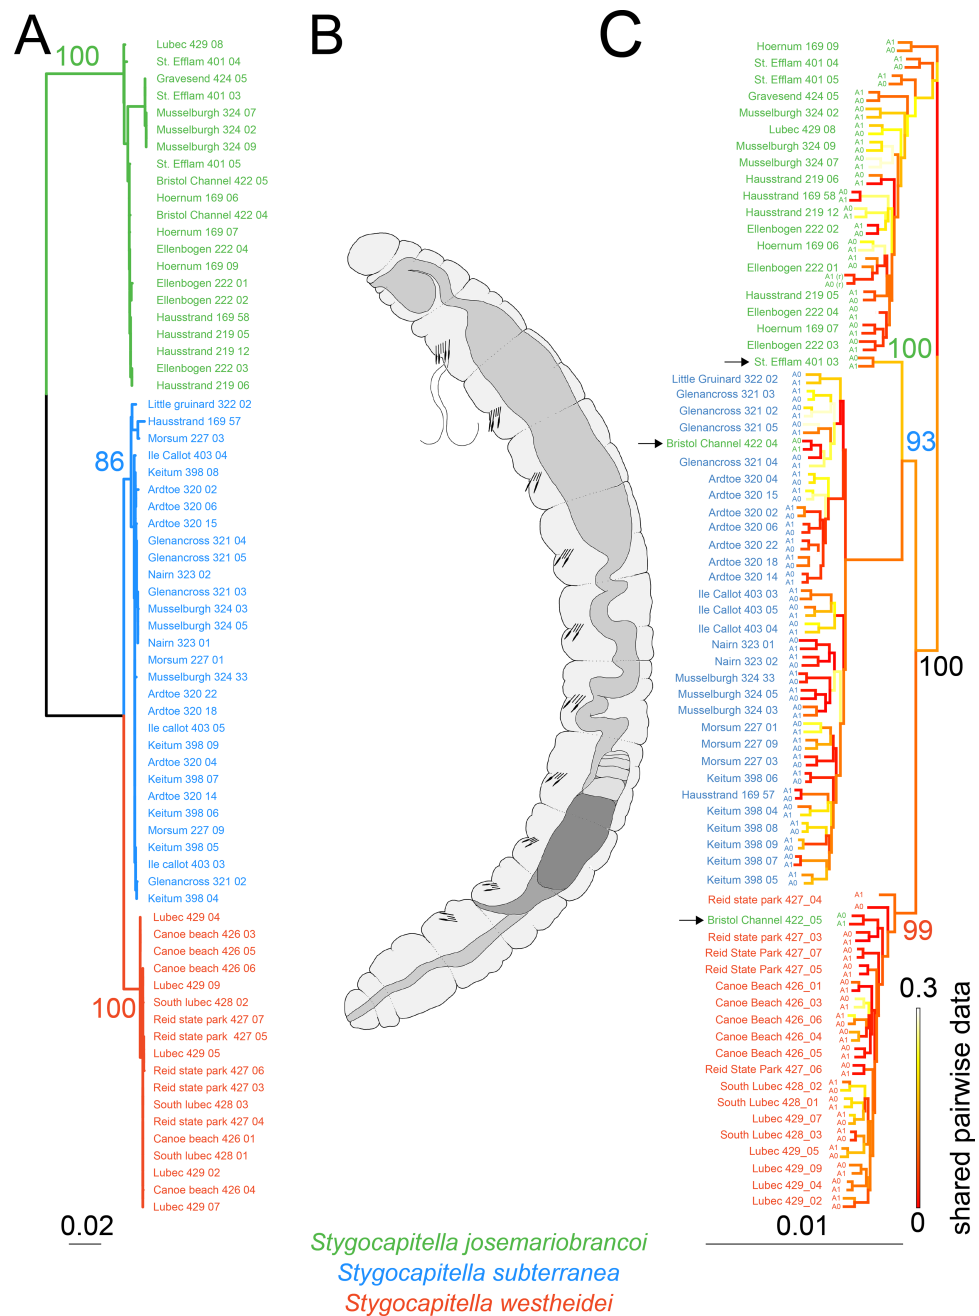 A
B
C
100
Lubec 429 08
St. Efflam 401 04
Gravesend 424 05
St. Efflam 401 03
Musselburgh 324 07
Musselburgh 324 02
Musselburgh 324 09
St. Efflam 401 05
Bristol Channel 422 05
Hoernum 169 06
Bristol Channel 422 04
Hoernum 169 07
Ellenbogen 222 04
Hoernum 169 09
Ellenbogen 222 01
Ellenbogen 222 02
Hausstrand 169 58
Hausstrand 219 05
Hausstrand 219 12
Ellenbogen 222 03
Hausstrand 219 06
86
Little gruinard 322 02
Hausstrand 169 57
Morsum 227 03
Ile Callot 403 04
Keitum 398 08
Ardtoe 320 02
Ardtoe 320 06
Ardtoe 320 15
Glenancross 321 04
Glenancross 321 05
Nairn 323 02
Glenancross 321 03
Musselburgh 324 03
Musselburgh 324 05
Nairn 323 01
Morsum 227 01
Musselburgh 324 33
Ardtoe 320 22
Ardtoe 320 18
Ile callot 403 05
Keitum 398 09
Ardtoe 320 04
Keitum 398 07
Ardtoe 320 14
Keitum 398 06
Morsum 227 09
Keitum 398 05
Ile callot 403 03
Glenancross 321 02
Keitum 398 04
100
Lubec 429 04
Canoe beach 426 03
Canoe beach 426 05
Canoe beach 426 06
Lubec 429 09
South lubec 428 02
Reid state park 427 07
Reid state park 427 05
Lubec 429 05
Reid state park 427 06
Reid state park 427 03
South lubec 428 03
Reid state park 427 04
Canoe beach 426 01
South lubec 428 01
Lubec 429 02
Canoe beach 426 04
Lubec 429 07
0.02
Hoernum 169 09
St. Efflam 401 04
St. Efflam 401 05
Gravesend 424 05
Musselburgh 324 02
Lubec 429 08
Musselburgh 324 09
Musselburgh 324 07
Hausstrand 219 06
Hausstrand 169 58
Hausstrand 219 12
Ellenbogen 222 02
Hoernum 169 06
Ellenbogen 222 01
A1 (r)
A0 (r)
Hausstrand 219 05
Ellenbogen 222 04
Hoernum 169 07
Ellenbogen 222 03
St. Efflam 401 03
100
Little Gruinard 322 02
Glenancross 321 03
Glenancross 321 02
Glenancross 321 05
Bristol Channel 422 04
Glenancross 321 04
93
Ardtoe 320 04
Ardtoe 320 15
Ardtoe 320 02
Ardtoe 320 06
Ardtoe 320 22
Ardtoe 320 18
Ardtoe 320 14
Ile Callot 403 03
Ile Callot 403 05
Ile Callot 403 04
Nairn 323 01
Nairn 323 02
100
Musselburgh 324 33
Musselburgh 324 05
Musselburgh 324 03
Morsum 227 01
Morsum 227 09
Morsum 227 03
Keitum 398 06
Hausstrand 169 57
Keitum 398 04
Keitum 398 08
Keitum 398 09
Keitum 398 07
Keitum 398 05
Reid state park 427_04
Bristol Channel 422_05
99
Reid state park 427_03
Reid State Park 427_07
Reid State Park 427_05
Canoe Beach 426_01
Canoe Beach 426_03
Canoe Beach 426_06
Canoe Beach 426_04
Canoe Beach 426_05
Reid State Park 427_06
South Lubec 428_02
South Lubec 428_01
Lubec 429_07
South Lubec 428_03
Lubec 429_05
Lubec 429_09
Lubec 429_04
Lubec 429_02
0.01
0.3
0
shared pairwise data
Stygocapitella josemariobrancoi
Stygocapitella subterranea
Stygocapitella westheidei